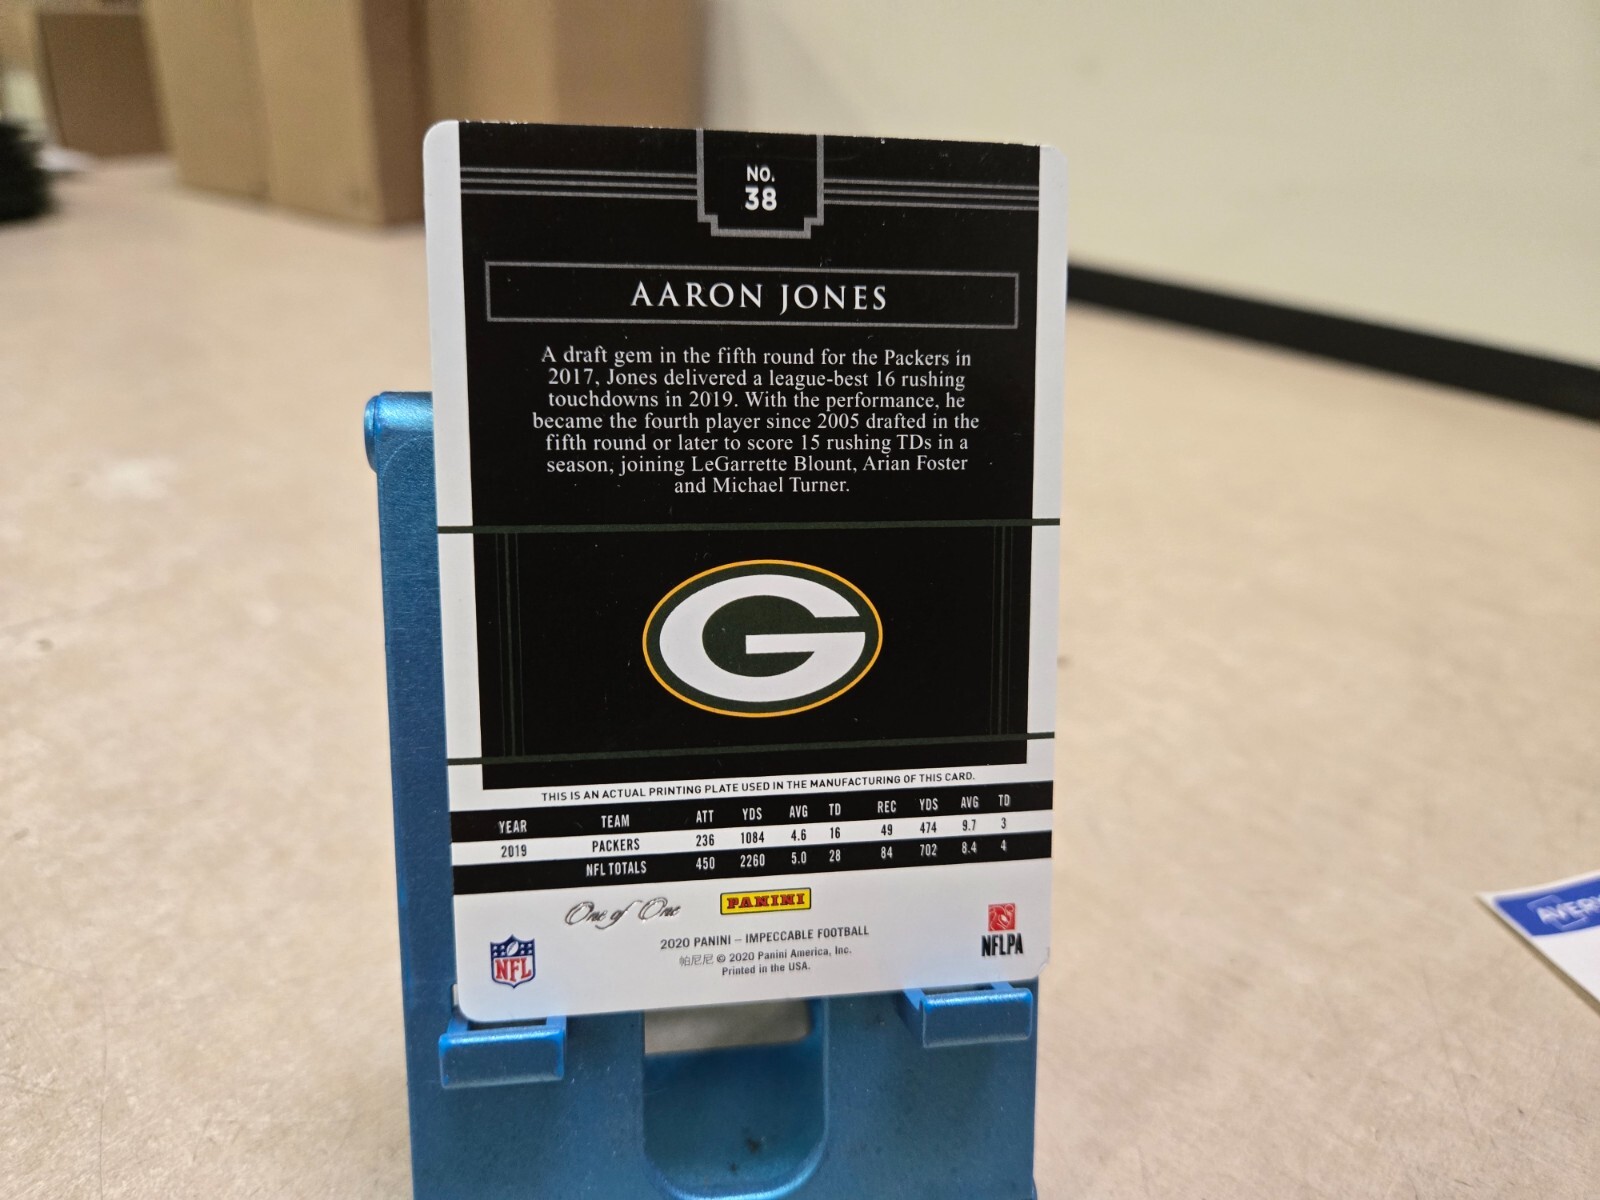 NO.
38
AARON JONES
A draft gem in the fifth round for the Packers in
2017, Jones delivered a league-best 16 rushing
touchdowns in 2019. With the performance, he
became the fourth player since 2005 drafted in the
fifth round or later to score 15 rushing TDs in a
season, joining LeGarrette Blount, Arian Foster
and Michael Turner.
G
THIS IS AN ACTUAL PRINTING PLATE USED IN THE MANUFACTURING OF THIS CARD.
YEAR TEAM ATT YDS AVG TD REC YDS AVG TD
2019 PACKERS 236 1084 4.6 16 49 474 9.7 3
NFL TOTALS 450 2260 5.0 28 84 702 8.4 4
One of One
PANINI
2020 PANINI – IMPECCABLE FOOTBALL
帕尼尼 © 2020 Panini America, Inc.
Printed in the USA.
NFL
NFLPA